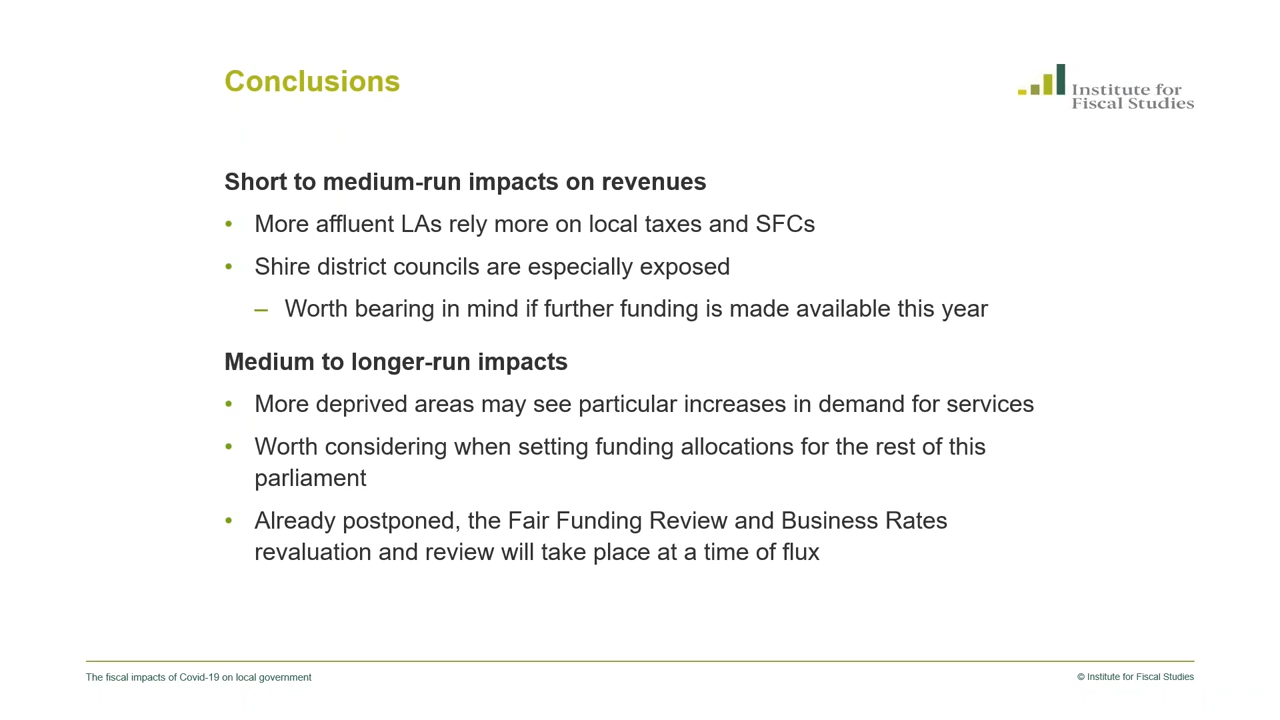 Conclusions
Institute for
Fiscal Studies
Short to medium-run impacts on revenues
• More affluent LAs rely more on local taxes and SFCs
• Shire district councils are especially exposed
– Worth bearing in mind if further funding is made available this year
Medium to longer-run impacts
• More deprived areas may see particular increases in demand for services
• Worth considering when setting funding allocations for the rest of this
parliament
• Already postponed, the Fair Funding Review and Business Rates
revaluation and review will take place at a time of flux
The fiscal impacts of Covid-19 on local government
© Institute for Fiscal Studies